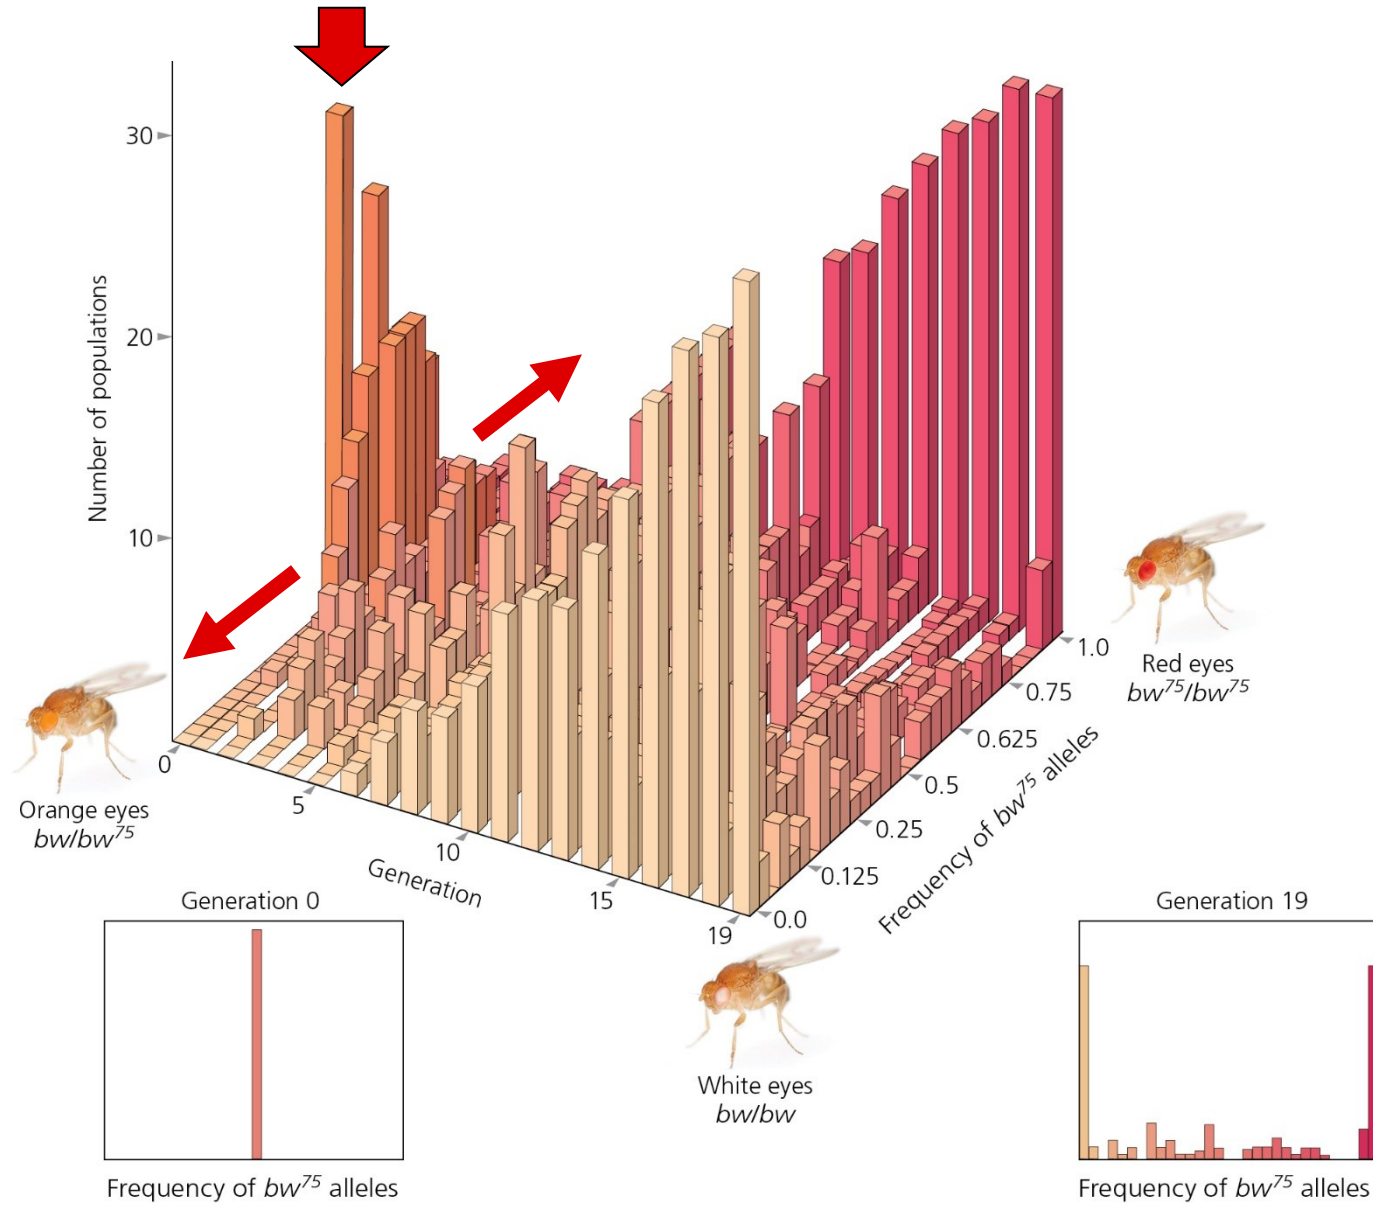 Number of populations
30
20
10
0
5
10
15
19
Generation
0.0
0.125
0.25
0.5
0.625
0.75
1.0
Frequency of bw⁷⁵ alleles
Orange eyes
bw/bw⁷⁵
Red eyes
bw⁷⁵/bw⁷⁵
White eyes
bw/bw
Generation 0
Frequency of bw⁷⁵ alleles
Generation 19
Frequency of bw⁷⁵ alleles